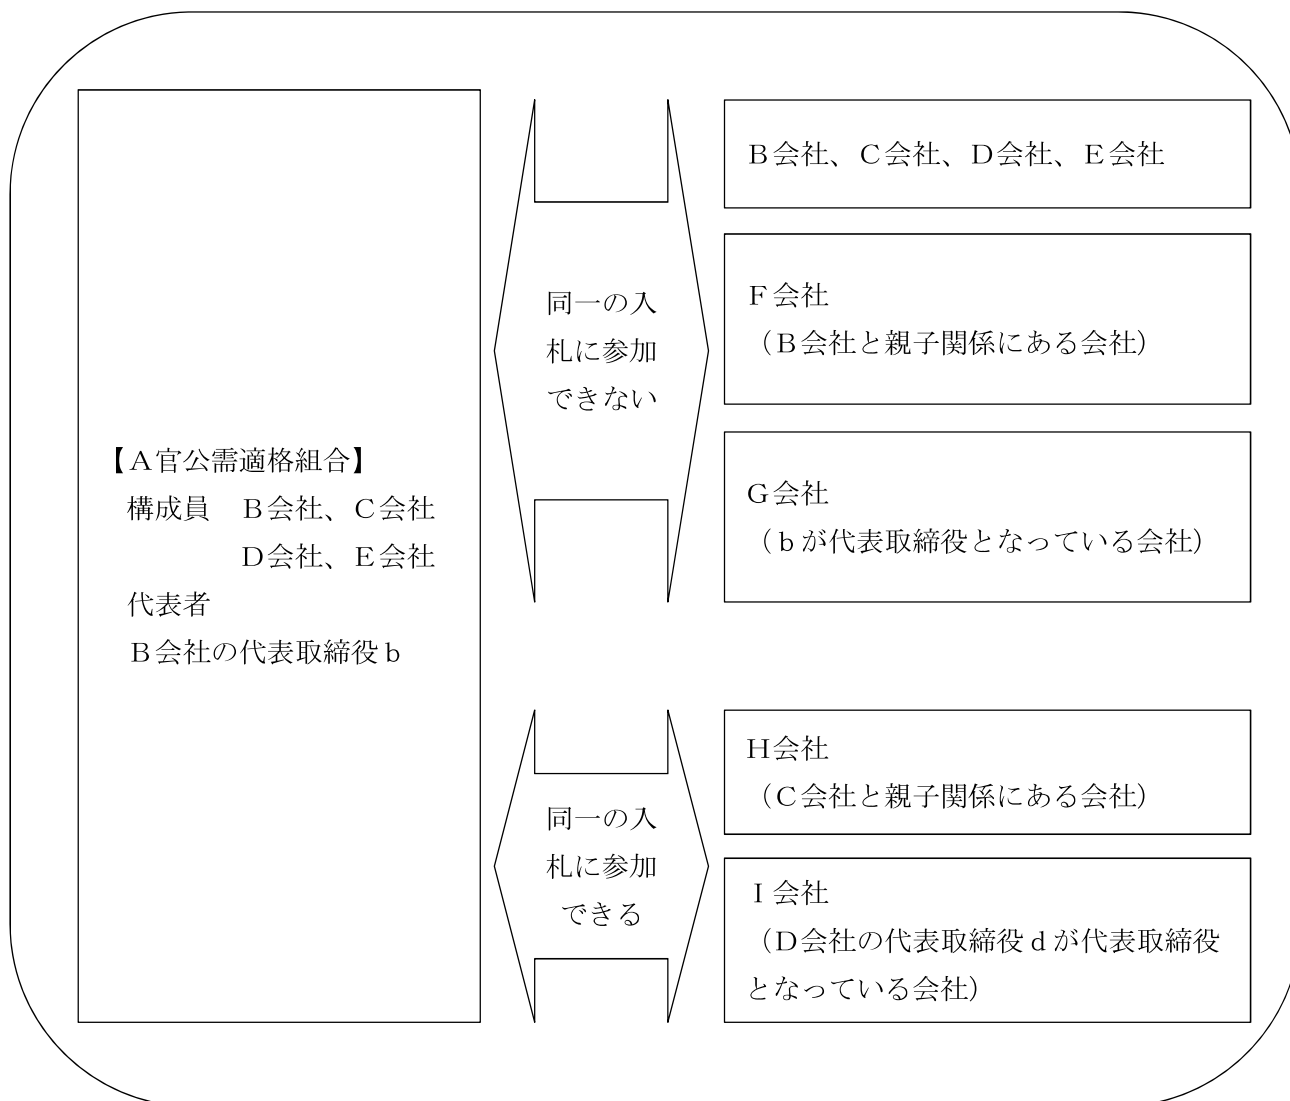 【Ａ官公需適格組合】
構成員　Ｂ会社、Ｃ会社
Ｄ会社、Ｅ会社
代表者
Ｂ会社の代表取締役ｂ
同一の入
札に参加
できない
Ｂ会社、Ｃ会社、Ｄ会社、Ｅ会社
Ｆ会社
（Ｂ会社と親子関係にある会社）
Ｇ会社
（ｂが代表取締役となっている会社）
同一の入
札に参加
できる
Ｈ会社
（Ｃ会社と親子関係にある会社）
Ｉ会社
（Ｄ会社の代表取締役ｄが代表取締役
となっている会社）